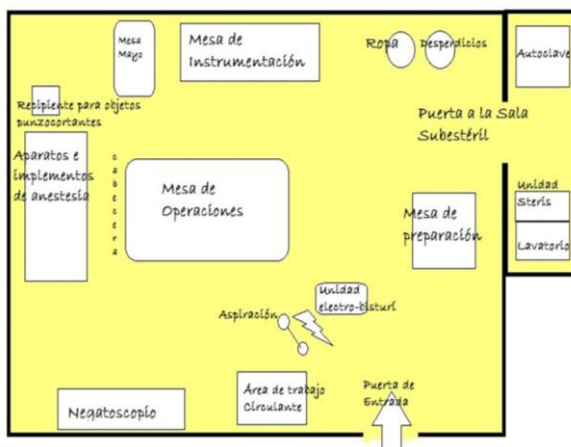 Mesa
Mayo
Mesa de
Instrumentación
Ropa
Desperdicios
Autoclave
Recipiente para objetos
punzocortantes
Puerta a la Sala
Subestéril
Aparatos e
implementos
de anestesia
cabecera
Mesa de
Operaciones
Mesa de
preparación
Unidad
Steris
Lavatorio
Unidad
electro-bisturí
Aspiración
Negatoscopio
Área de trabajo
Circulante
Puerta de
Entrada